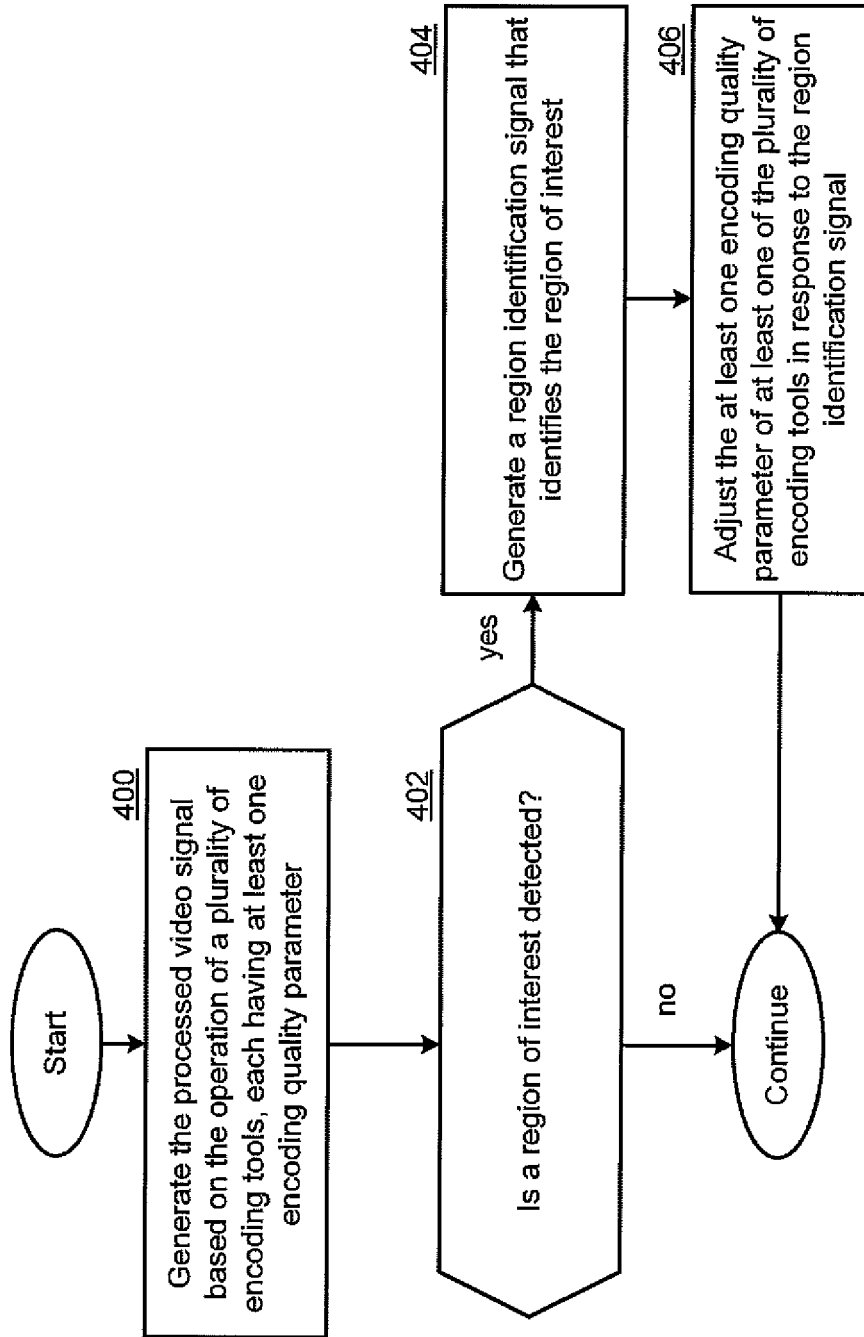 Start
400
Generate the processed video signal
based on the operation of a plurality of
encoding tools, each having at least one
encoding quality parameter
402
Is a region of interest detected?
yes
no
404
Generate a region identification signal that
identifies the region of interest
406
Adjust the at least one encoding quality
parameter of at least one of the plurality of
encoding tools in response to the region
identification signal
Continue